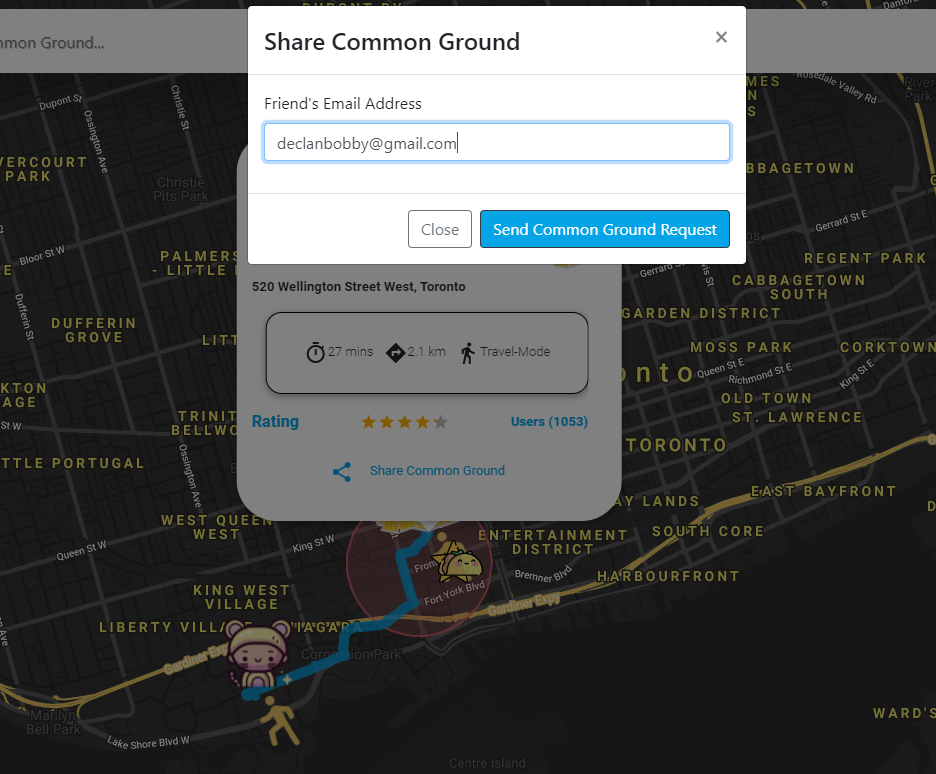 DUPONT BY
mmon Ground...
Share Common Ground
×
Friend's Email Address
declanbobby@gmail.com
Close
Send Common Ground Request
520 Wellington Street West, Toronto
27 mins
2.1 km
Travel-Mode
Rating
Users (1053)
Share Common Ground
Dupont St
Ossington Ave
Christie St
Rosedale Valley Rd
River
Park
MES
N
S
VERCOURT
PARK
Christie
Pits Park
BBAGETOWN
Gerrard St E
Bloor St W
PALMERS
- LITTLE
REGENT PARK
Gerrard
CABBAGETOWN
SOUTH
Dufferin St
GARDEN DISTRICT
DUFFERIN
GROVE
LITT
MOSS PARK
CORKTOWN
Queen St E
Richmond St E
King St E
onto
KTON
AGE
OLD TOWN
ST. LAWRENCE
TRINIT
BELLWO
St W
TORONTO
Ossington Ave
TTLE PORTUGAL
EAST BAYFRONT
AY LANDS
WEST QUEEN
WEST
SOUTH CORE
ENTERTAINMENT
DISTRICT
Queen St W
King St W
Fron
Bremner Blvd
HARBOURFRONT
KING WEST
VILLAGE
Fort York Blvd
Gardiner Expy
LIBERTY VILLAGE
NIAGARA
Gardiner Exp
Coronation Park
Marilyn
Bell Park
Lake Shore Blvd W
WARD'S
Centre Island